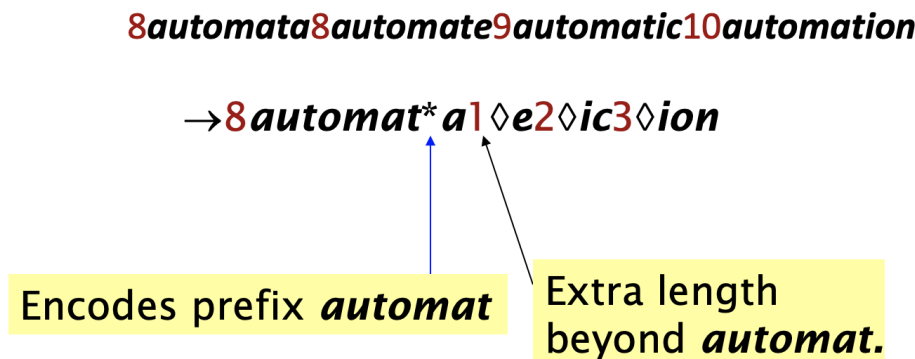 8automata8automate9automatic10automation
→8automat*a1◊e2◊ic3◊ion
Encodes prefix automat
Extra length
beyond automat.